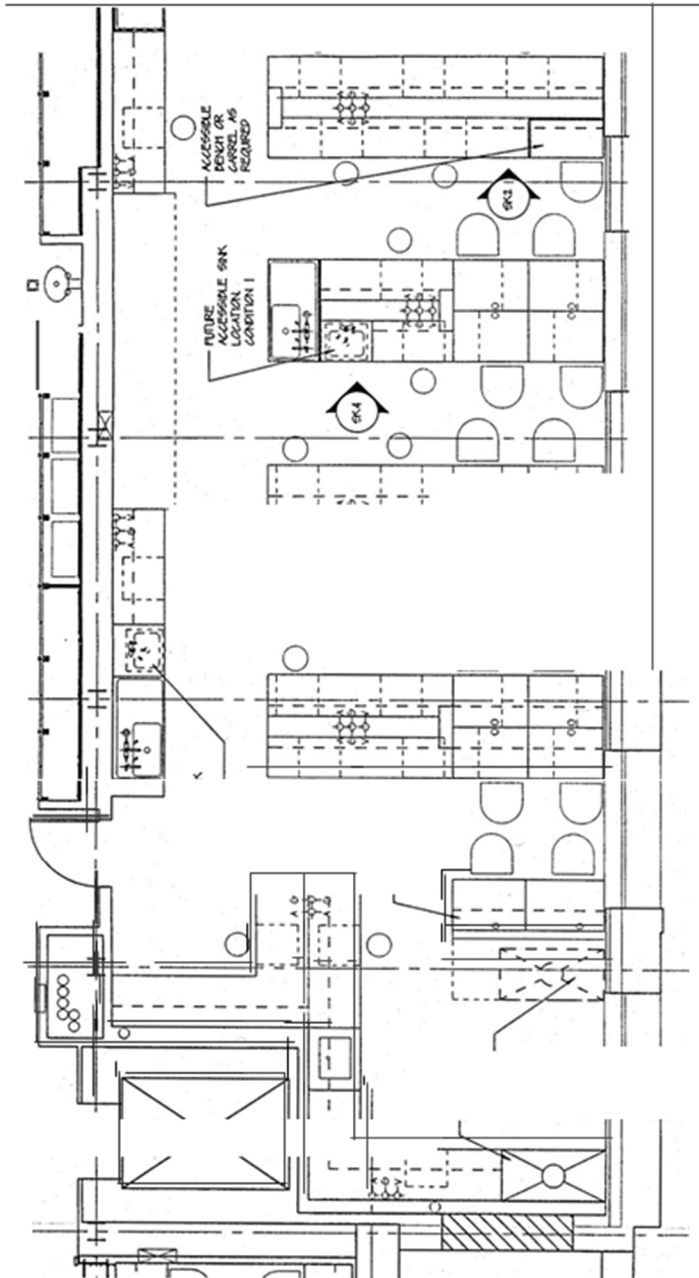 ACCESSIBLE
BENCH OR
CARREL AS
REQUIRED
SK2
FUTURE
ACCESSIBLE SINK
LOCATION,
CONDITION 1
SK4